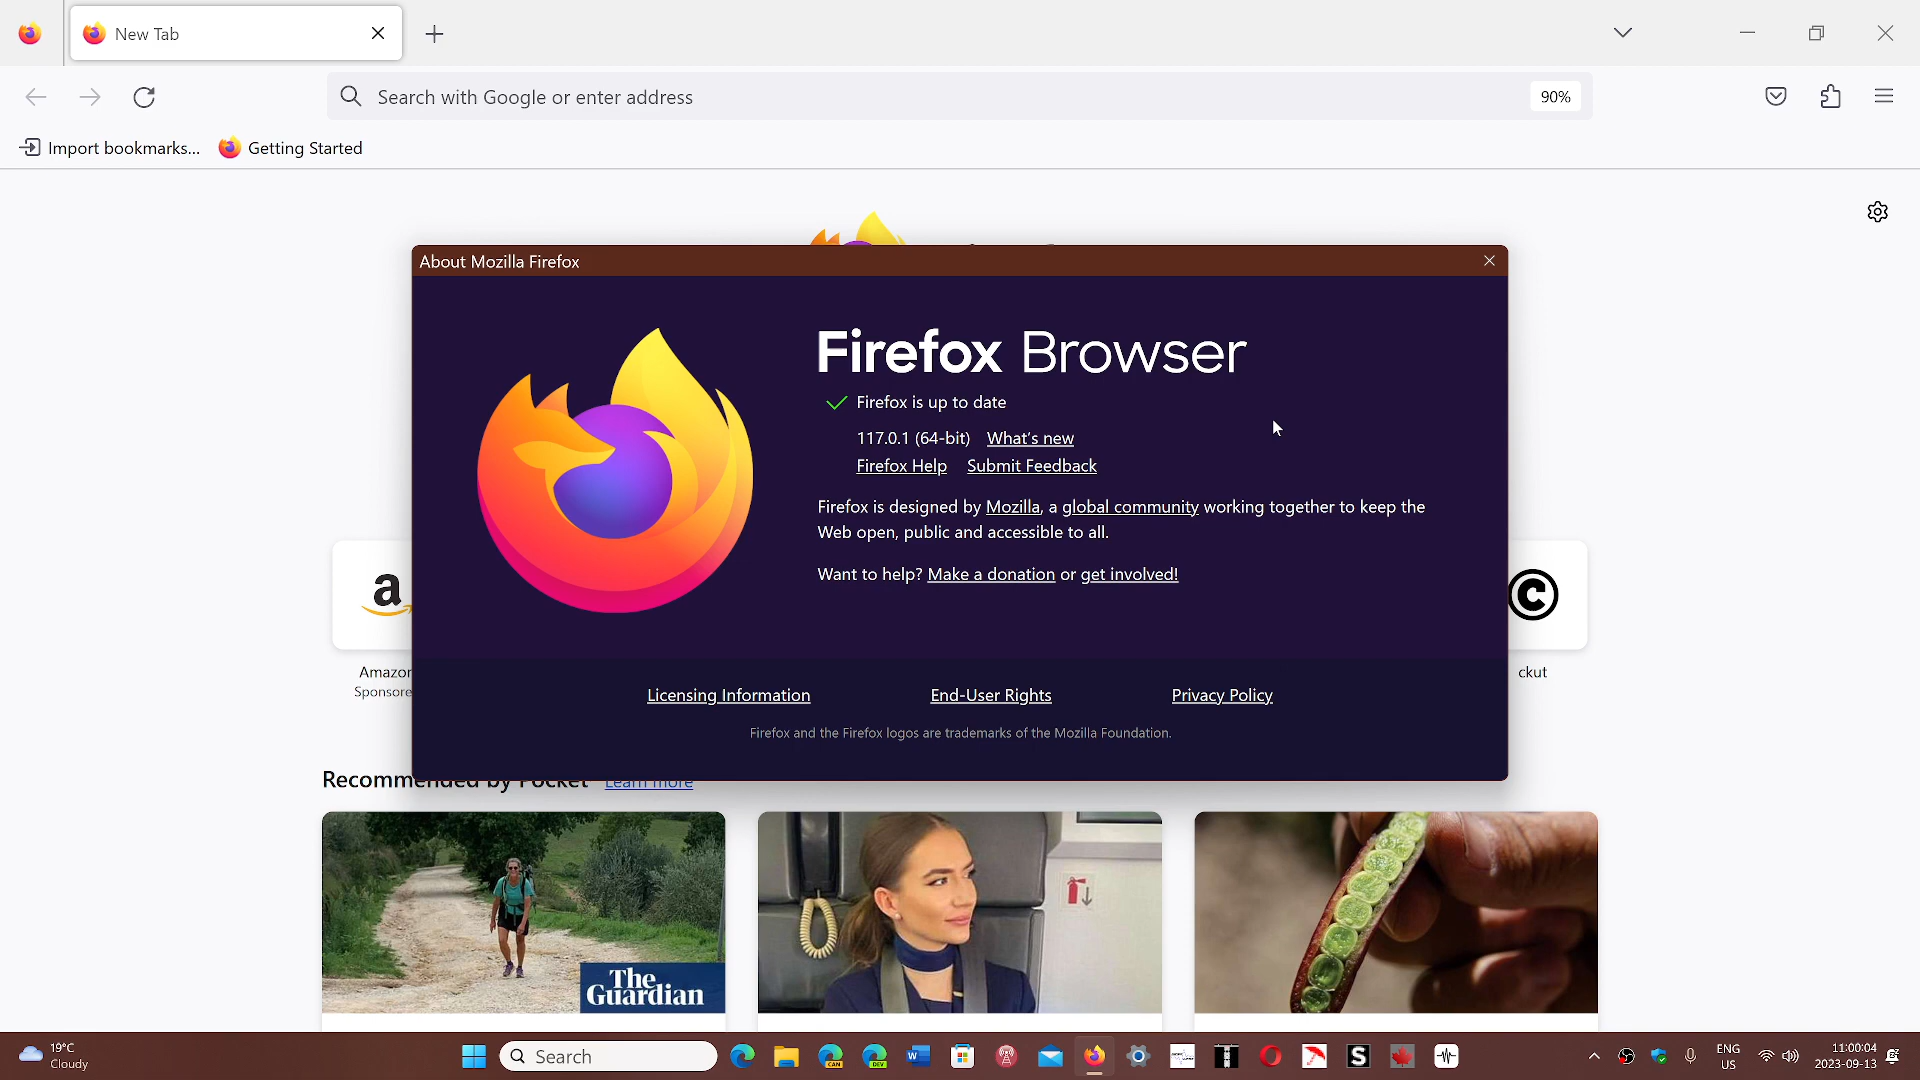 New Tab
Search with Google or enter address
90%
Import bookmarks...
Getting Started
About Mozilla Firefox
Firefox Browser
Firefox is up to date
117.0.1 (64-bit) What's new
Firefox Help Submit Feedback
Firefox is designed by Mozilla, a global community working together to keep the
Web open, public and accessible to all.
Want to help? Make a donation or get involved!
a
Amazon
Sponsore
ckut
Licensing Information End-User Rights Privacy Policy
Firefox and the Firefox logos are trademarks of the Mozilla Foundation.
Recommended by Pocket Learn more
The
Guardian
19°C
Cloudy
Search
CAN
DEV
W
S
ENG
US
11:00:04
2023-09-13